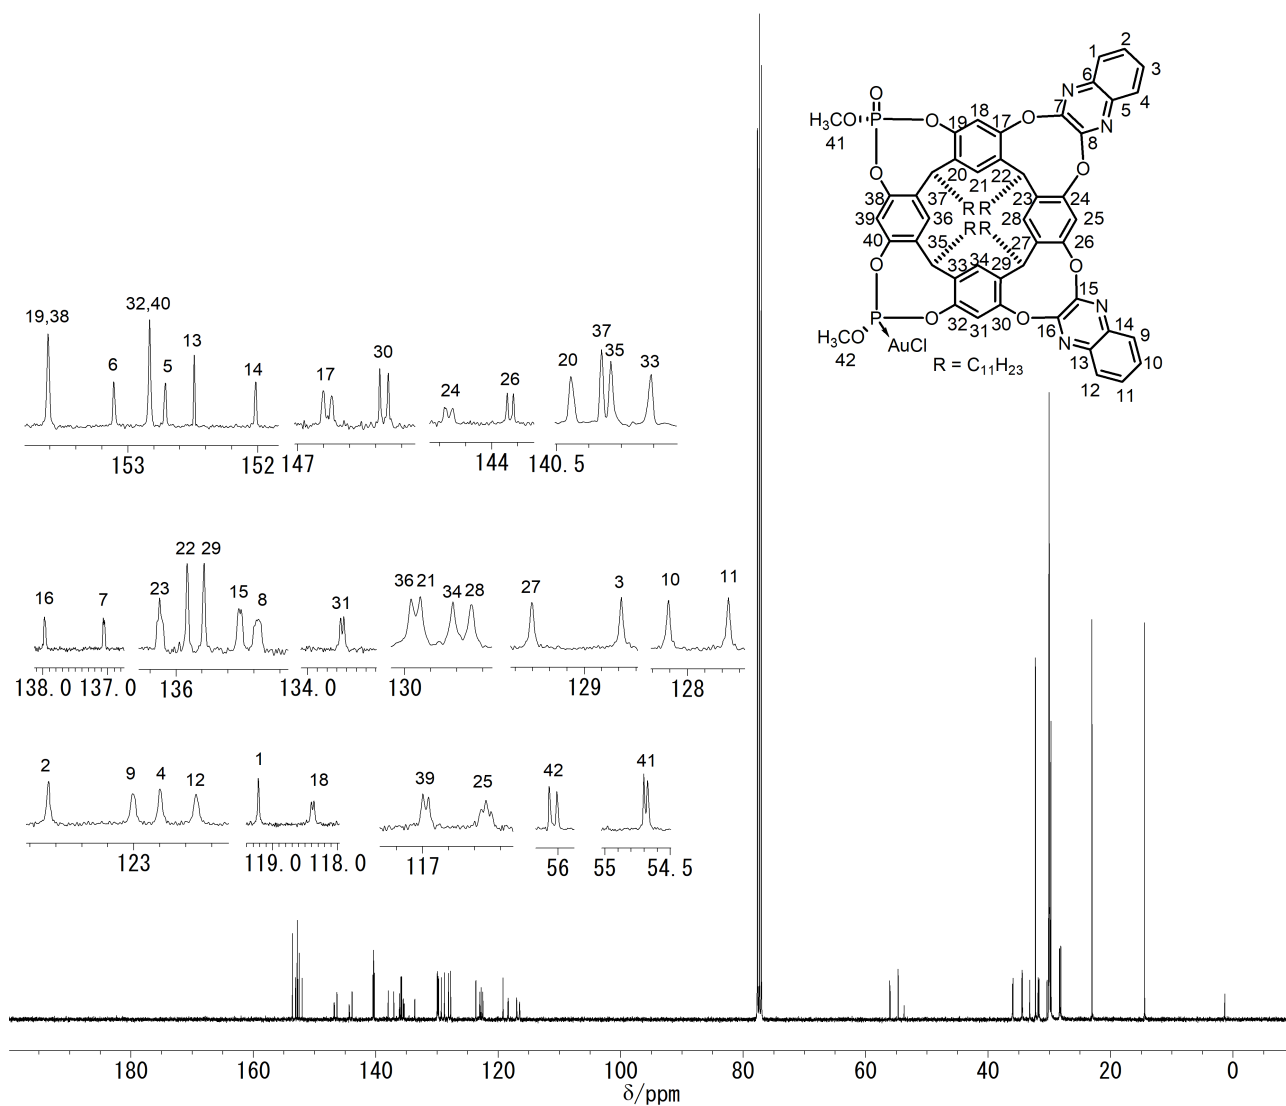 1 2
6 3
O N
7 5 4
H3CO P O 19 18 17 O N
41 8
O 20 21 22 O
38 37 R R 23 24
39 36 R R 28 25
40 35 27 26
O 33 34 29 O
15 N
H3CO P O 32 31 30 O 16 14 9
42 AuCl N 13 10
R = C11H23 12 11
19,38 6 32,40 5 13 14 17 30 24 26 20 37 35 33
153 152 147 144 140.5
16 7 23 22 29 15 8 31 36 21 34 28 27 3 10 11
138.0 137.0 136 134.0 130 129 128
2 9 4 12 1 18 39 25 42 41
123 119.0 118.0 117 56 55 54.5
180 160 140 120 100 80 60 40 20 0
δ/ppm